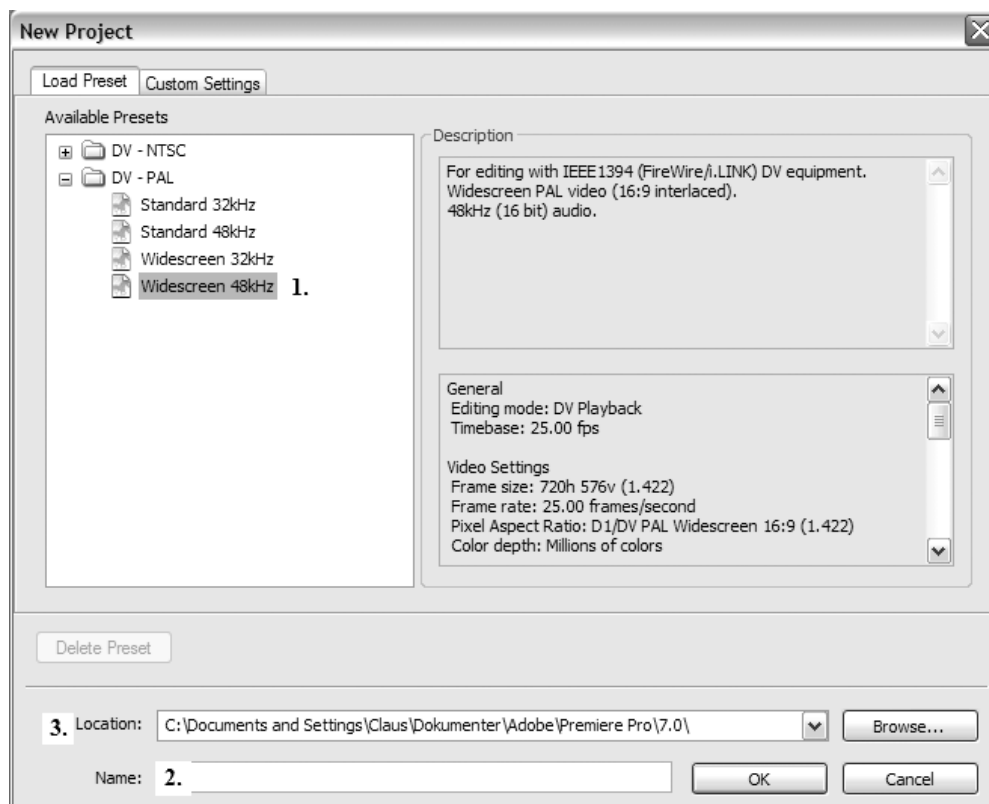 New Project
Load Preset
Custom Settings
Available Presets
DV - NTSC
DV - PAL
Standard 32kHz
Standard 48kHz
Widescreen 32kHz
Widescreen 48kHz 1.
Description
For editing with IEEE1394 (FireWire/i.LINK) DV equipment.
Widescreen PAL video (16:9 interlaced).
48kHz (16 bit) audio.
General
Editing mode: DV Playback
Timebase: 25.00 fps
Video Settings
Frame size: 720h 576v (1.422)
Frame rate: 25.00 frames/second
Pixel Aspect Ratio: D1/DV PAL Widescreen 16:9 (1.422)
Color depth: Millions of colors
Delete Preset
3. Location: C:\Documents and Settings\Claus\Dokumenter\Adobe\Premiere Pro\7.0\ Browse...
Name: 2. OK Cancel